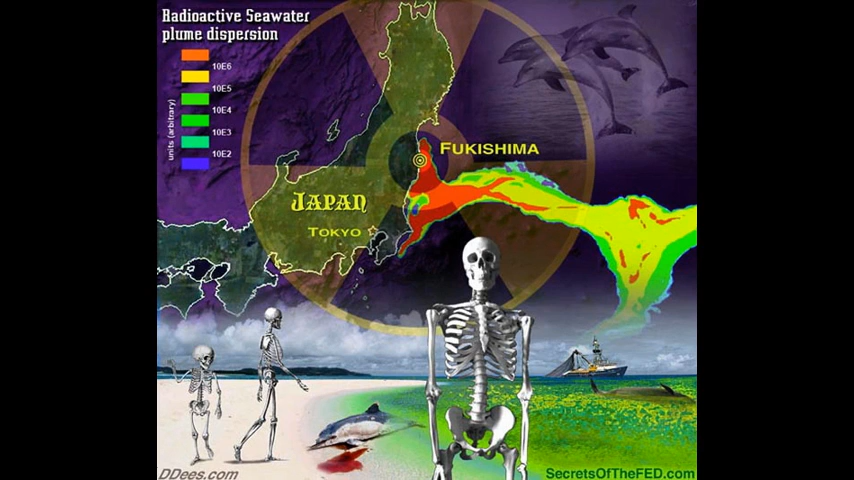 Radioactive Seawater
plume dispersion
units (arbitrary)
10E6
10E5
10E4
10E3
10E2
FUKISHIMA
JAPAN
TOKYO
DDees.com
SecretsOfTheFED.com